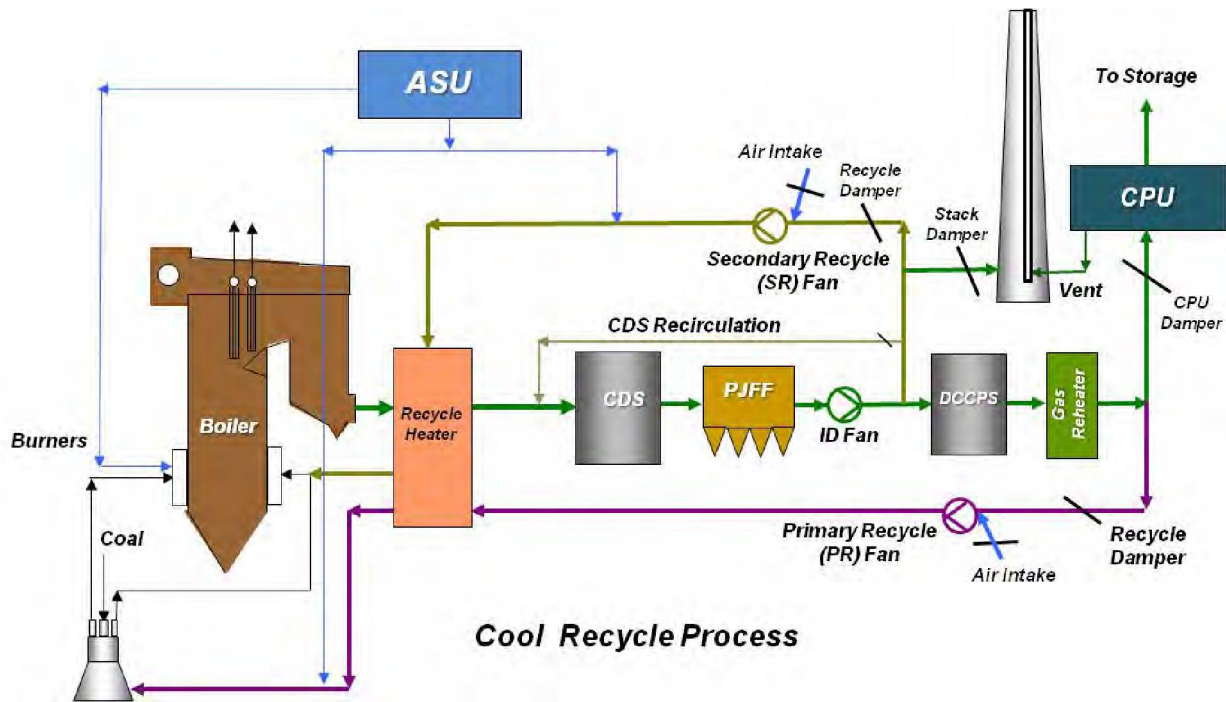 ASU
To Storage
Air Intake
Recycle
Damper
CPU
Stack
Damper
Secondary Recycle
(SR) Fan
Vent
CPU
Damper
CDS Recirculation
Recycle
Heater
CDS
PJFF
DCCPS
Gas
Reheater
Boiler
ID Fan
Burners
Coal
Primary Recycle
(PR) Fan
Air Intake
Recycle
Damper
Cool Recycle Process